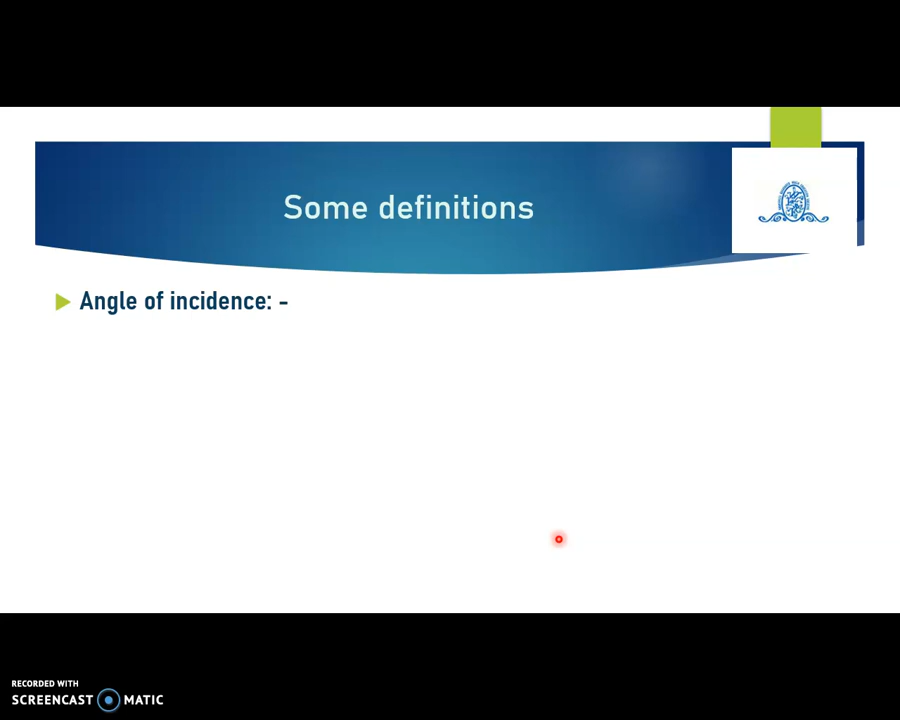 Some definitions
Angle of incidence: -
RECORDED WITH
SCREENCAST MATIC